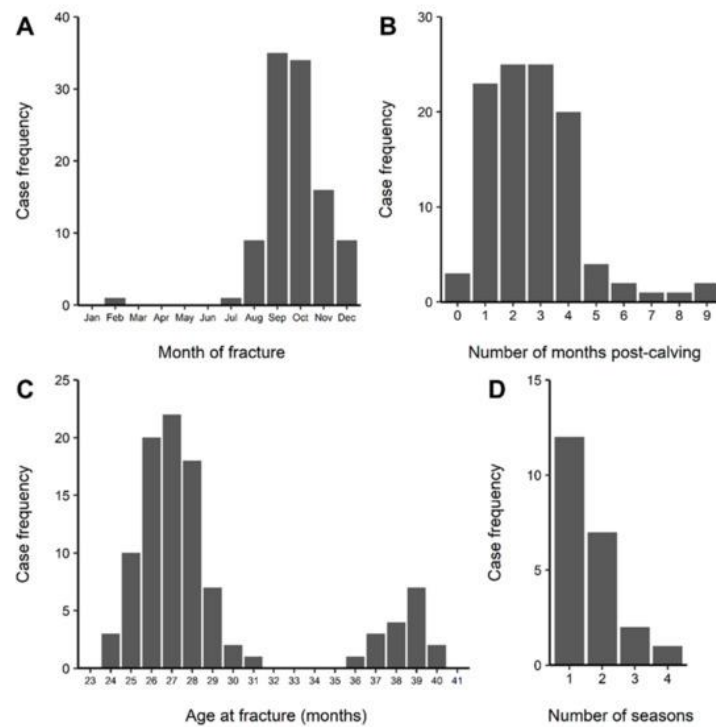 A
Case frequency
40
30
20
10
0
Jan Feb Mar Apr May Jun Jul Aug Sep Oct Nov Dec
Month of fracture
B
Case frequency
30
20
10
0
0 1 2 3 4 5 6 7 8 9
Number of months post-calving
C
Case frequency
25
20
15
10
5
0
23 24 25 26 27 28 29 30 31 32 33 34 35 36 37 38 39 40 41
Age at fracture (months)
D
Case frequency
15
10
5
0
1 2 3 4
Number of seasons